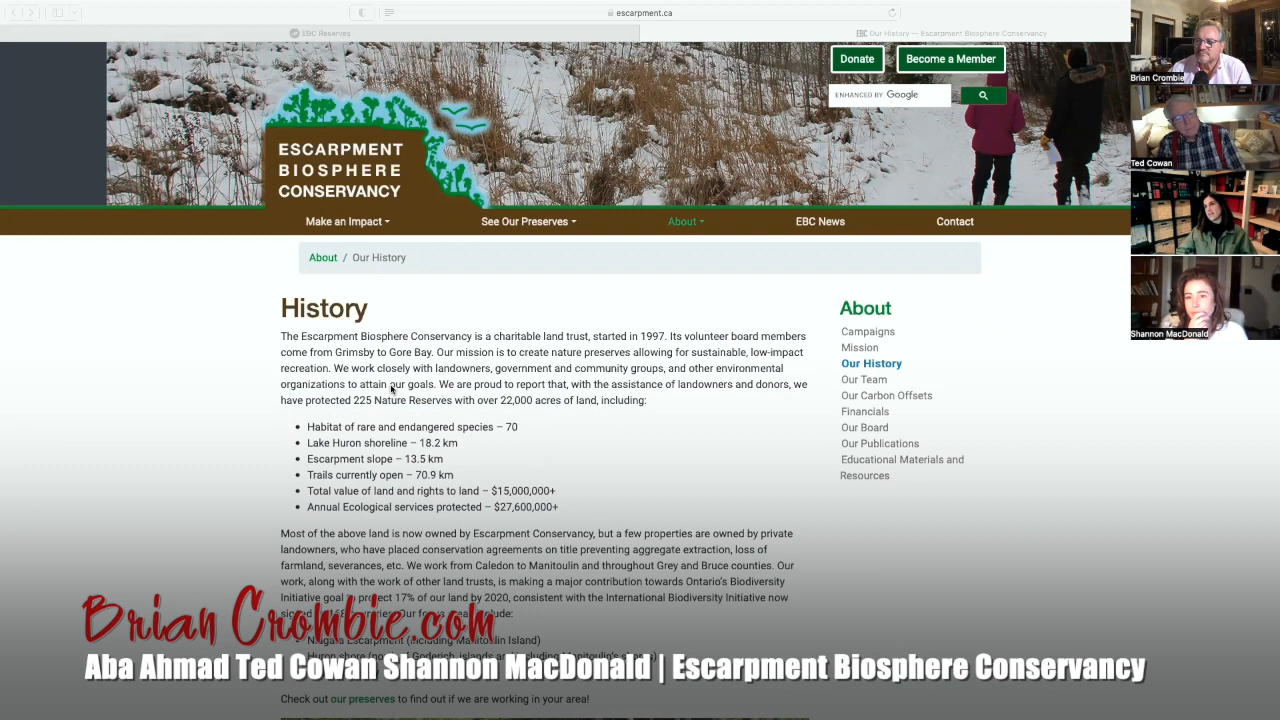 escarpment.ca
EBC Reserves
EBC Our History — Escarpment Biosphere Conservancy
Donate
Become a Member
ENHANCED BY Google
ESCARPMENT
BIOSPHERE
CONSERVANCY
Make an Impact
See Our Preserves
About
EBC News
Contact
About / Our History
History
The Escarpment Biosphere Conservancy is a charitable land trust, started in 1997. Its volunteer board members
come from Grimsby to Gore Bay. Our mission is to create nature preserves allowing for sustainable, low-impact
recreation. We work closely with landowners, government and community groups, and other environmental
organizations to attain our goals. We are proud to report that, with the assistance of landowners and donors, we
have protected 225 Nature Reserves with over 22,000 acres of land, including:
• Habitat of rare and endangered species – 70
• Lake Huron shoreline – 18.2 km
• Escarpment slope – 13.5 km
• Trails currently open – 70.9 km
• Total value of land and rights to land – $15,000,000+
• Annual Ecological services protected – $27,600,000+
Most of the above land is now owned by Escarpment Conservancy, but a few properties are owned by private
landowners, who have placed conservation agreements on title preventing aggregate extraction, loss of
farmland, severances, etc. We work from Caledon to Manitoulin and throughout Grey and Bruce counties. Our
work, along with the work of other land trusts, is making a major contribution towards Ontario's Biodiversity
Initiative goal to protect 17% of our land by 2020, consistent with the International Biodiversity Initiative now
Our include:
• Niagara Escarpment (including Manitoulin Island)
Huron shore Goderich, islands
Check out our preserves to find out if we are working in your area!
About
Campaigns
Mission
Our History
Our Team
Our Carbon Offsets
Financials
Our Board
Our Publications
Educational Materials and
Resources
Brian Crombie
Ted Cowan
Shannon MacDonald
Brian Crombie.com
Aba Ahmad Ted Cowan Shannon MacDonald | Escarpment Biosphere Conservancy